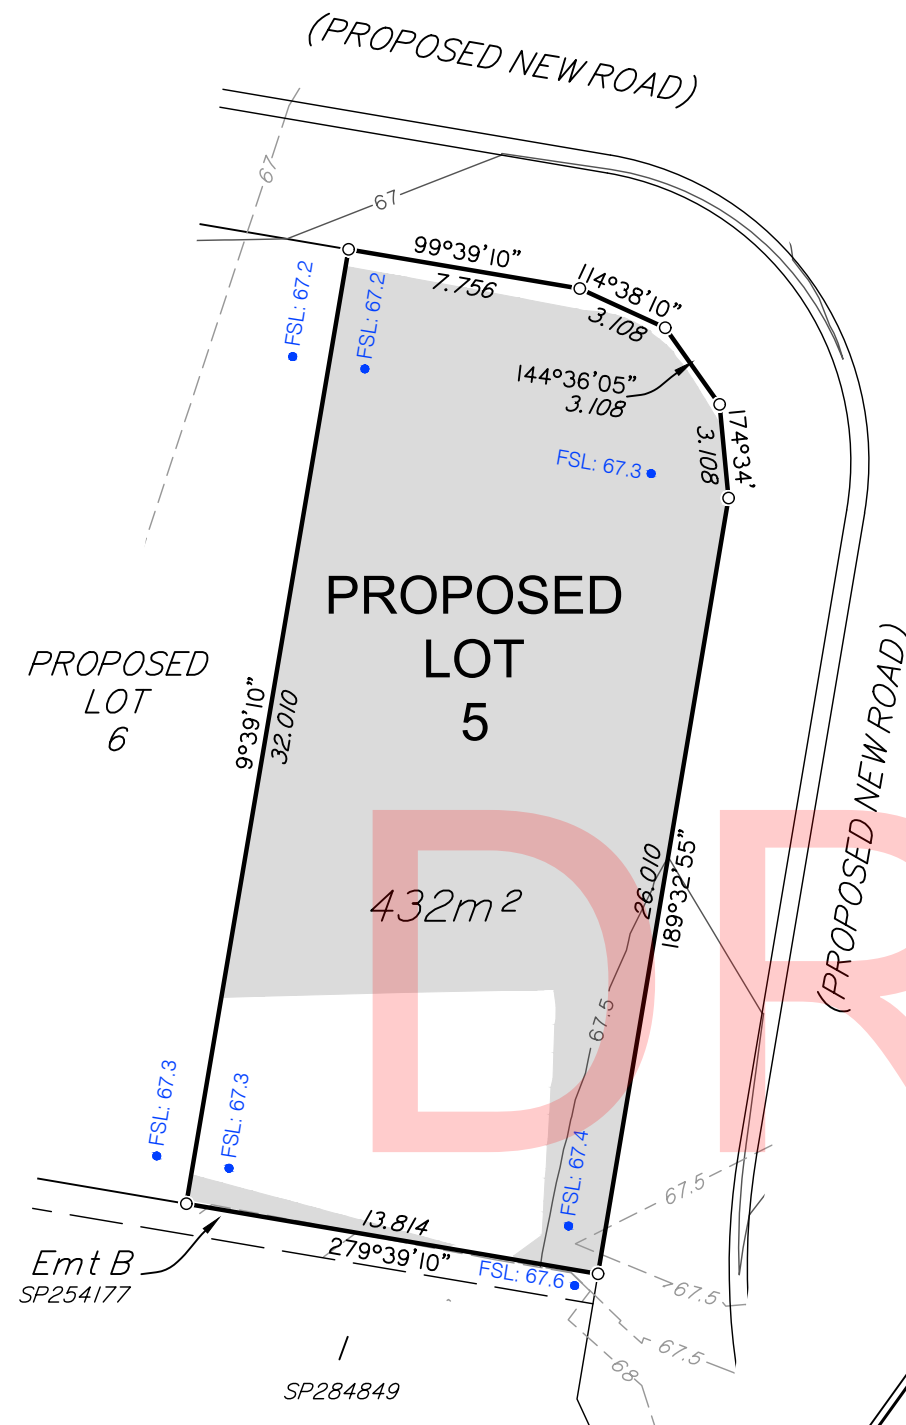 (PROPOSED NEW ROAD)
67
67
99°39'10"
7.756
114°38'10"
3.108
144°36'05"
3.108
174°34'
3.108
FSL: 67.2
FSL: 67.2
FSL: 67.3
PROPOSED
LOT
5
PROPOSED
LOT
6
9°39'10"
32.010
432m²
26.010
189°32'55"
(PROPOSED NEW ROAD)
DR
67.5
FSL: 67.3
FSL: 67.3
FSL: 67.4
67.5
13.814
279°39'10"
FSL: 67.6
Emt B
SP254177
67.5
67.5
68
1
SP284849